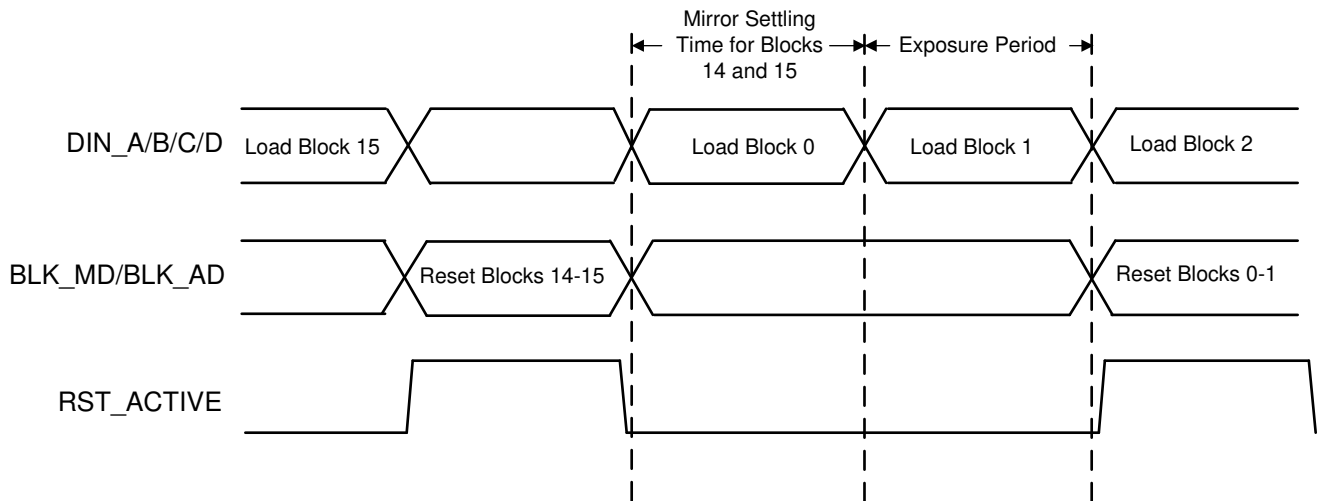 Mirror Settling
Time for Blocks
14 and 15
Exposure Period
DIN_A/B/C/D
Load Block 15
Load Block 0
Load Block 1
Load Block 2
BLK_MD/BLK_AD
Reset Blocks 14-15
Reset Blocks 0-1
RST_ACTIVE